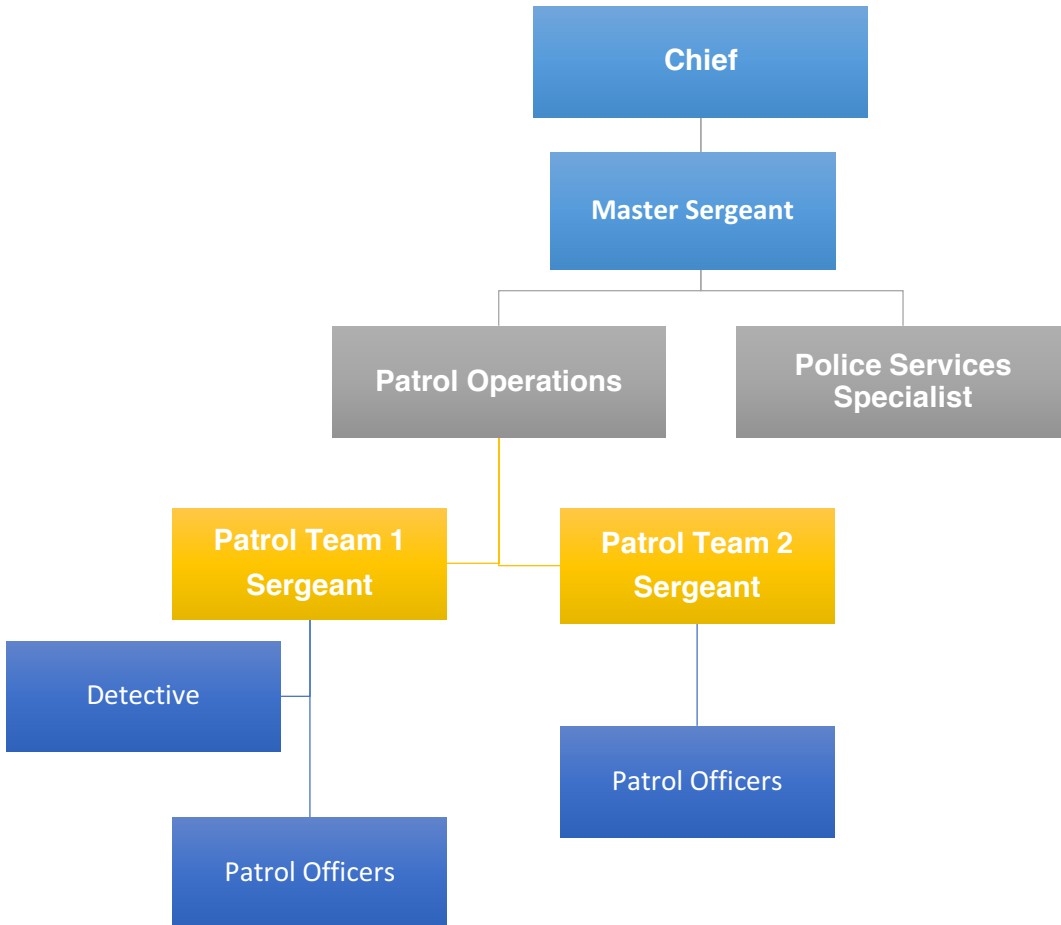 Chief
Master Sergeant
Patrol Operations
Police Services
Specialist
Patrol Team 1
Sergeant
Patrol Team 2
Sergeant
Detective
Patrol Officers
Patrol Officers